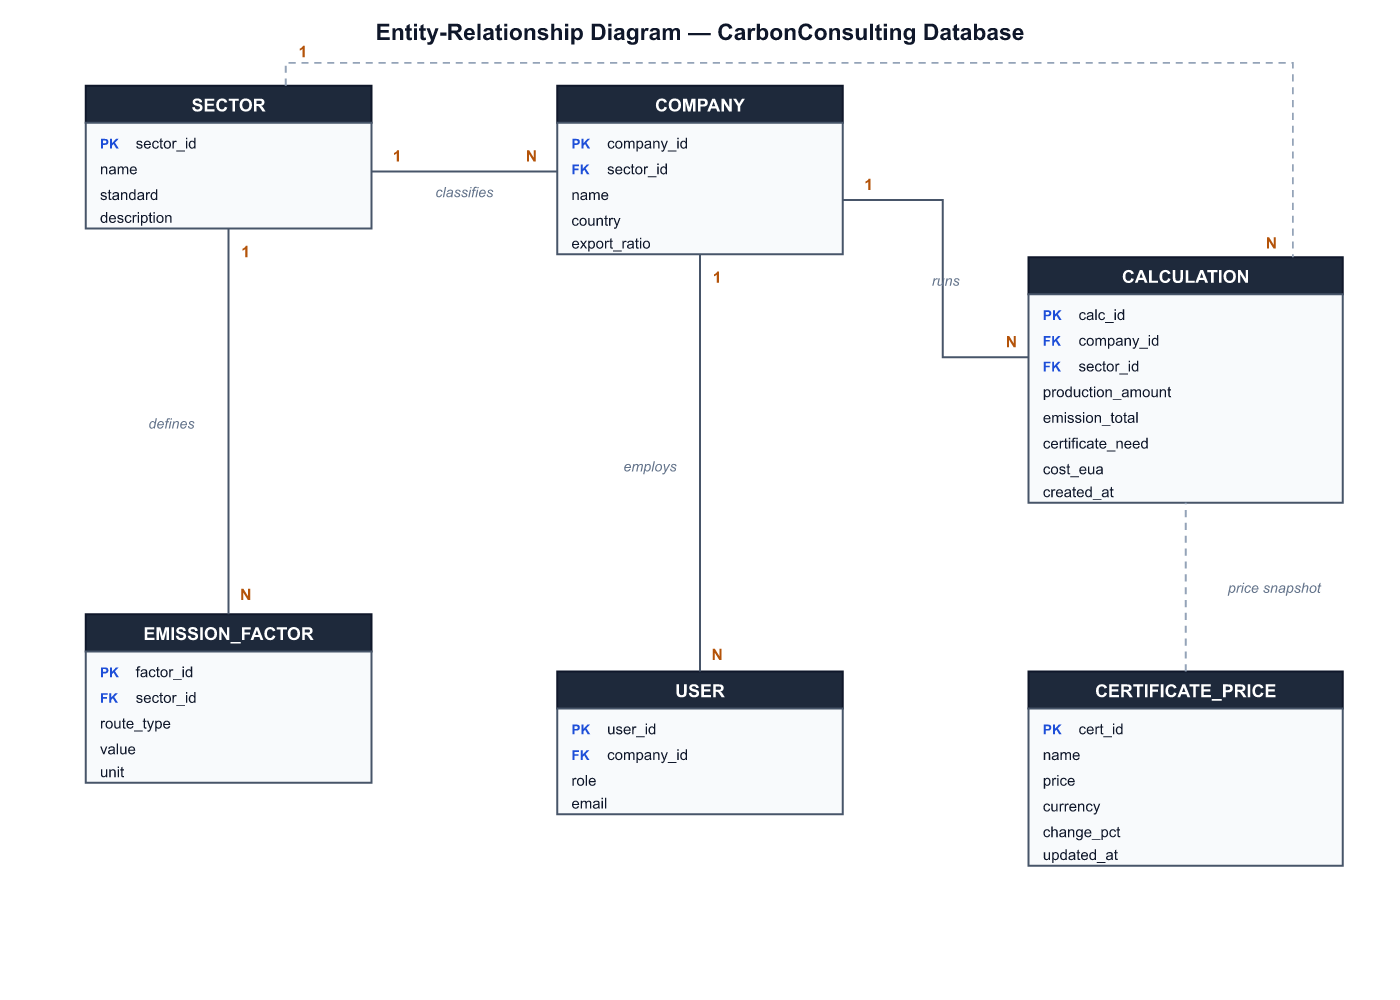 Entity-Relationship Diagram — CarbonConsulting Database
1
SECTOR
PK sector_id
name
standard
description
1
N
classifies
COMPANY
PK company_id
FK sector_id
name
country
export_ratio
1
runs
N
N
CALCULATION
PK calc_id
FK company_id
FK sector_id
production_amount
emission_total
certificate_need
cost_eua
created_at
1
defines
N
1
employs
N
price snapshot
EMISSION_FACTOR
PK factor_id
FK sector_id
route_type
value
unit
USER
PK user_id
FK company_id
role
email
CERTIFICATE_PRICE
PK cert_id
name
price
currency
change_pct
updated_at